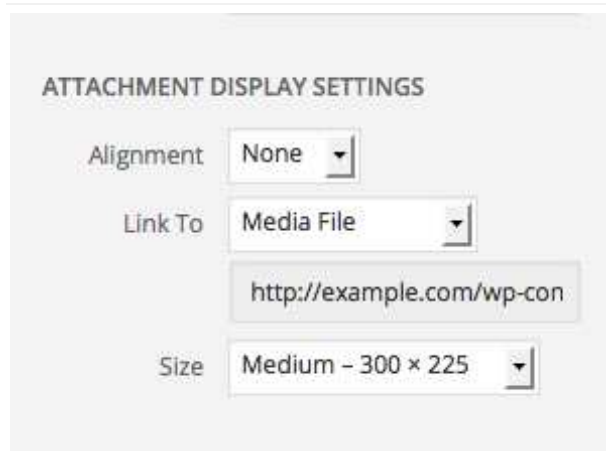 ATTACHMENT DISPLAY SETTINGS
Alignment None
Link To Media File
http://example.com/wp-con
Size Medium – 300 × 225